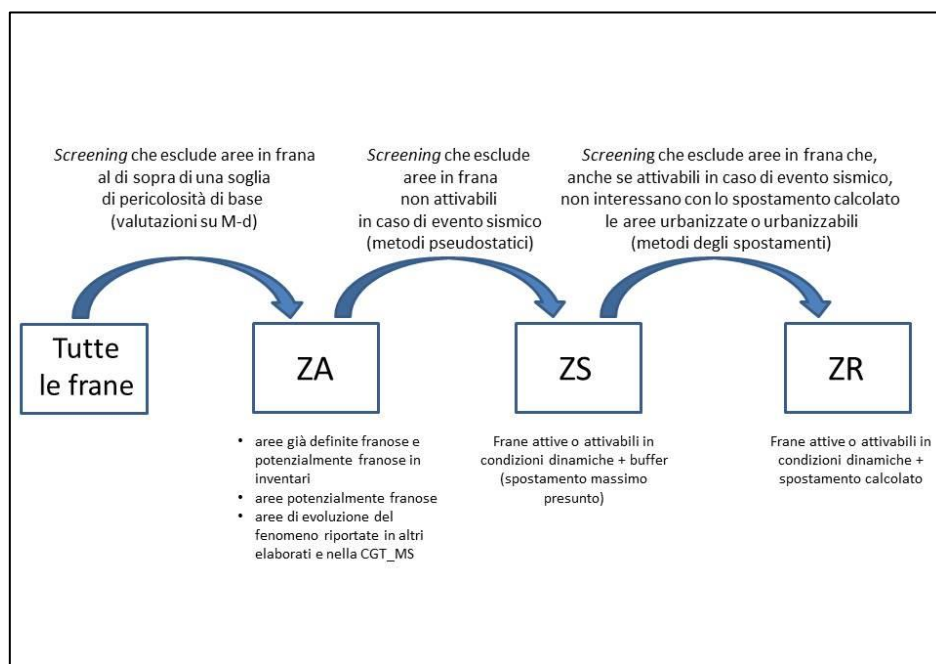 Screening che esclude aree in frana
al di sopra di una soglia
di pericolosità di base
(valutazioni su M-d)
Screening che esclude
aree in frana
non attivabili
in caso di evento sismico
(metodi pseudostatici)
Screening che esclude aree in frana che,
anche se attivabili in caso di evento sismico,
non interessano con lo spostamento calcolato
le aree urbanizzate o urbanizzabili
(metodi degli spostamenti)
Tutte
le frane
ZA
ZS
ZR
• aree già definite franose e
potenzialmente franose in
inventari
• aree potenzialmente franose
• aree di evoluzione del
fenomeno riportate in altri
elaborati e nella CGT_MS
Frane attive o attivabili in
condizioni dinamiche + buffer
(spostamento massimo
presunto)
Frane attive o attivabili in
condizioni dinamiche +
spostamento calcolato